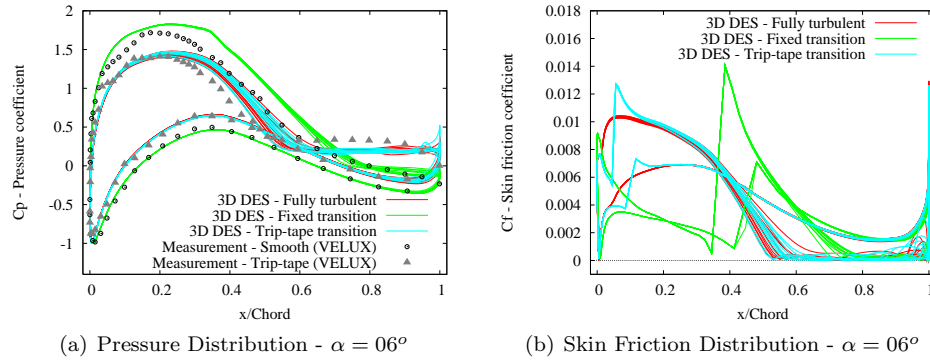 Cp - Pressure coefficient
2
1.5
1
0.5
0
-0.5
-1
3D DES - Fully turbulent
3D DES - Fixed transition
3D DES - Trip-tape transition
Measurement - Smooth (VELUX)
Measurement - Trip-tape (VELUX)
0 0.2 0.4 0.6 0.8 1
x/Chord
(a) Pressure Distribution - α = 06°
Cf - Skin friction coefficient
0.018
0.016
0.014
0.012
0.01
0.008
0.006
0.004
0.002
0
3D DES - Fully turbulent
3D DES - Fixed transition
3D DES - Trip-tape transition
0 0.2 0.4 0.6 0.8 1
x/Chord
(b) Skin Friction Distribution - α = 06°